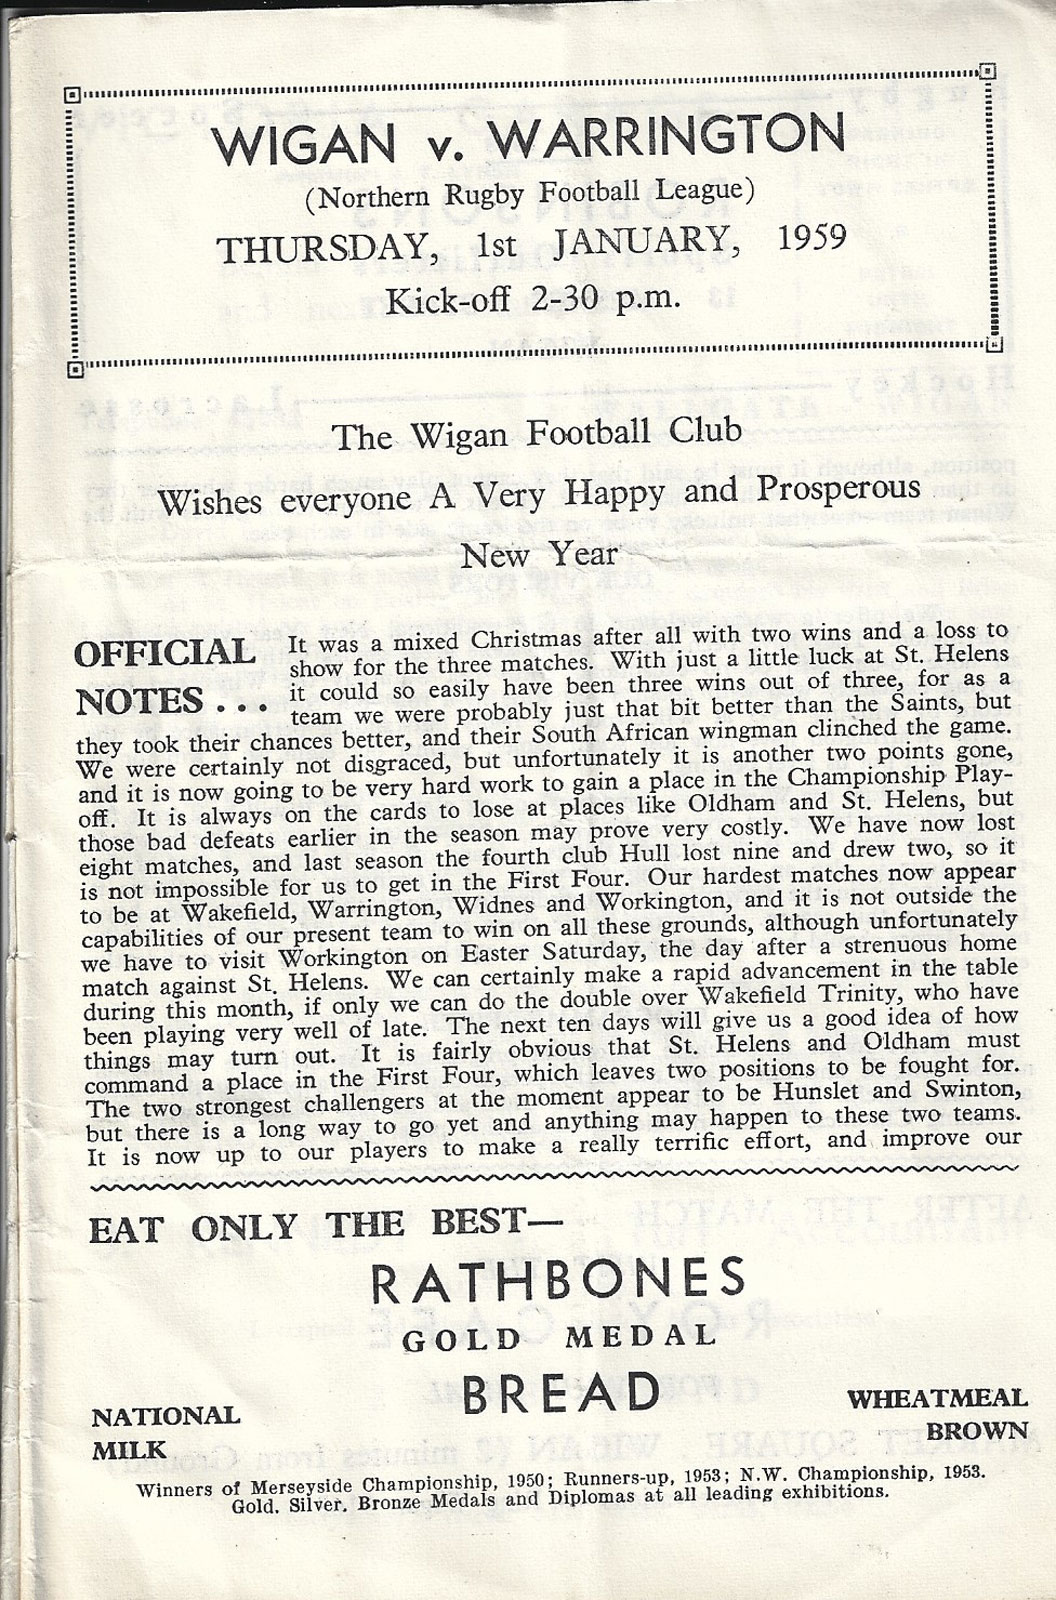 WIGAN v. WARRINGTON
(Northern Rugby Football League)
THURSDAY, 1st JANUARY, 1959
Kick-off 2-30 p.m.
The Wigan Football Club
Wishes everyone A Very Happy and Prosperous
New Year
OFFICIAL
NOTES ...
It was a mixed Christmas after all with two wins and a loss to
show for the three matches. With just a little luck at St. Helens
it could so easily have been three wins out of three, for as a
team we were probably just that bit better than the Saints, but
they took their chances better, and their South African wingman clinched the game.
We were certainly not disgraced, but unfortunately it is another two points gone,
and it is now going to be very hard work to gain a place in the Championship Play-
off. It is always on the cards to lose at places like Oldham and St. Helens, but
those bad defeats earlier in the season may prove very costly. We have now lost
eight matches, and last season the fourth club Hull lost nine and drew two, so it
is not impossible for us to get in the First Four. Our hardest matches now appear
to be at Wakefield, Warrington, Widnes and Workington, and it is not outside the
capabilities of our present team to win on all these grounds, although unfortunately
we have to visit Workington on Easter Saturday, the day after a strenuous home
match against St. Helens. We can certainly make a rapid advancement in the table
during this month, if only we can do the double over Wakefield Trinity, who have
been playing very well of late. The next ten days will give us a good idea of how
things may turn out. It is fairly obvious that St. Helens and Oldham must
command a place in the First Four, which leaves two positions to be fought for.
The two strongest challengers at the moment appear to be Hunslet and Swinton,
but there is a long way to go yet and anything may happen to these two teams.
It is now up to our players to make a really terrific effort, and improve our
EAT ONLY THE BEST—
RATHBONES
GOLD MEDAL
BREAD
NATIONAL
MILK
WHEATMEAL
BROWN
Winners of Merseyside Championship, 1950; Runners-up, 1953; N.W. Championship, 1953.
Gold, Silver, Bronze Medals and Diplomas at all leading exhibitions.